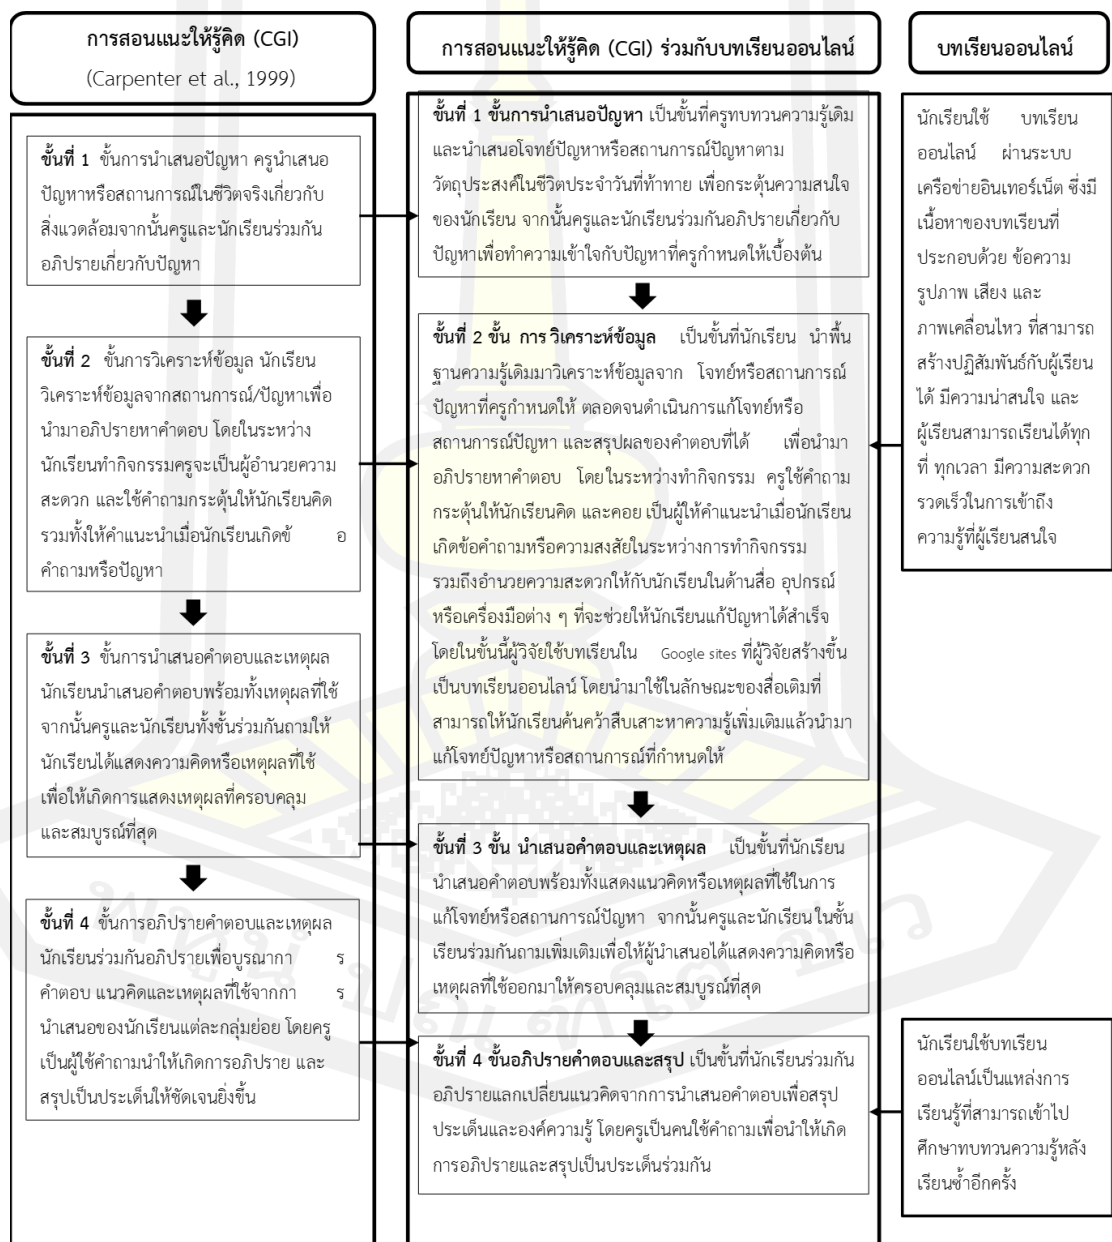 การสอนแนะให้รู้คิด (CGI)
(Carpenter et al., 1999)
ขั้นที่ 1 ขั้นการนำเสนอปัญหา ครูนำเสนอ
ปัญหาหรือสถานการณ์ในชีวิตจริงเกี่ยวกับ
สิ่งแวดล้อมจากนั้นครูและนักเรียนร่วมกัน
อภิปรายเกี่ยวกับปัญหา
ขั้นที่ 2 ขั้นการวิเคราะห์ข้อมูล นักเรียน
วิเคราะห์ข้อมูลจากสถานการณ์/ปัญหาเพื่อ
นำมาอภิปรายหาคำตอบ โดยในระหว่าง
นักเรียนทำกิจกรรมครูจะเป็นผู้อำนวยความ
สะดวก และใช้คำถามกระตุ้นให้นักเรียนคิด
รวมทั้งให้คำแนะนำเมื่อนักเรียนเกิดข้ อ
คำถามหรือปัญหา
ขั้นที่ 3 ขั้นการนำเสนอคำตอบและเหตุผล
นักเรียนนำเสนอคำตอบพร้อมทั้งเหตุผลที่ใช้
จากนั้นครูและนักเรียนทั้งชั้นร่วมกันถามให้
นักเรียนได้แสดงความคิดหรือเหตุผลที่ใช้
เพื่อให้เกิดการแสดงเหตุผลที่ครอบคลุม
และสมบูรณ์ที่สุด
ขั้นที่ 4 ขั้นการอภิปรายคำตอบและเหตุผล
นักเรียนร่วมกันอภิปรายเพื่อบูรณากา ร
คำตอบ แนวคิดและเหตุผลที่ใช้จากกา ร
นำเสนอของนักเรียนแต่ละกลุ่มย่อย โดยครู
เป็นผู้ใช้คำถามนำให้เกิดการอภิปราย และ
สรุปเป็นประเด็นให้ชัดเจนยิ่งขึ้น
การสอนแนะให้รู้คิด (CGI) ร่วมกับบทเรียนออนไลน์
ขั้นที่ 1 ขั้นการนำเสนอปัญหา เป็นขั้นที่ครูทบทวนความรู้เดิม
และนำเสนอโจทย์ปัญหาหรือสถานการณ์ปัญหาตาม
วัตถุประสงค์ในชีวิตประจำวันที่ท้าทาย เพื่อกระตุ้นความสนใจ
ของนักเรียน จากนั้นครูและนักเรียนร่วมกันอภิปรายเกี่ยวกับ
ปัญหาเพื่อทำความเข้าใจกับปัญหาที่ครูกำหนดให้เบื้องต้น
ขั้นที่ 2 ขั้น การวิเคราะห์ข้อมูล เป็นขั้นที่นักเรียน นำพื้น
ฐานความรู้เดิมมาวิเคราะห์ข้อมูลจาก โจทย์หรือสถานการณ์
ปัญหาที่ครูกำหนดให้ ตลอดจนดำเนินการแก้โจทย์หรือ
สถานการณ์ปัญหา และสรุปผลของคำตอบที่ได้ เพื่อนำมา
อภิปรายหาคำตอบ โดยในระหว่างทำกิจกรรม ครูใช้คำถาม
กระตุ้นให้นักเรียนคิด และคอย เป็นผู้ให้คำแนะนำเมื่อนักเรียน
เกิดข้อคำถามหรือความสงสัยในระหว่างการทำกิจกรรม
รวมถึงอำนวยความสะดวกให้กับนักเรียนในด้านสื่อ อุปกรณ์
หรือเครื่องมือต่าง ๆ ที่จะช่วยให้นักเรียนแก้ปัญหาได้สำเร็จ
โดยในขั้นนี้ผู้วิจัยใช้บทเรียนใน Google sites ที่ผู้วิจัยสร้างขึ้น
เป็นบทเรียนออนไลน์ โดยนำมาใช้ในลักษณะของสื่อเติมที่
สามารถให้นักเรียนค้นคว้าสืบเสาะหาความรู้เพิ่มเติมแล้วนำมา
แก้โจทย์ปัญหาหรือสถานการณ์ที่กำหนดให้
ขั้นที่ 3 ขั้น นำเสนอคำตอบและเหตุผล เป็นขั้นที่นักเรียน
นำเสนอคำตอบพร้อมทั้งแสดงแนวคิดหรือเหตุผลที่ใช้ในการ
แก้โจทย์หรือสถานการณ์ปัญหา จากนั้นครูและนักเรียน ในชั้น
เรียนร่วมกันถามเพิ่มเติมเพื่อให้ผู้นำเสนอได้แสดงความคิดหรือ
เหตุผลที่ใช้ออกมาให้ครอบคลุมและสมบูรณ์ที่สุด
ขั้นที่ 4 ขั้นอภิปรายคำตอบและสรุป เป็นขั้นที่นักเรียนร่วมกัน
อภิปรายแลกเปลี่ยนแนวคิดจากการนำเสนอคำตอบเพื่อสรุป
ประเด็นและองค์ความรู้ โดยครูเป็นคนใช้คำถามเพื่อนำให้เกิด
การอภิปรายและสรุปเป็นประเด็นร่วมกัน
บทเรียนออนไลน์
นักเรียนใช้ บทเรียน
ออนไลน์ ผ่านระบบ
เครือข่ายอินเทอร์เน็ต ซึ่งมี
เนื้อหาของบทเรียนที่
ประกอบด้วย ข้อความ
รูปภาพ เสียง และ
ภาพเคลื่อนไหว ที่สามารถ
สร้างปฏิสัมพันธ์กับผู้เรียน
ได้ มีความน่าสนใจ และ
ผู้เรียนสามารถเรียนได้ทุก
ที่ ทุกเวลา มีความสะดวก
รวดเร็วในการเข้าถึง
ความรู้ที่ผู้เรียนสนใจ
นักเรียนใช้บทเรียน
ออนไลน์เป็นแหล่งการ
เรียนรู้ที่สามารถเข้าไป
ศึกษาทบทวนความรู้หลัง
เรียนซ้ำอีกครั้ง
พหูน ปณฺฑิโต ชีเว